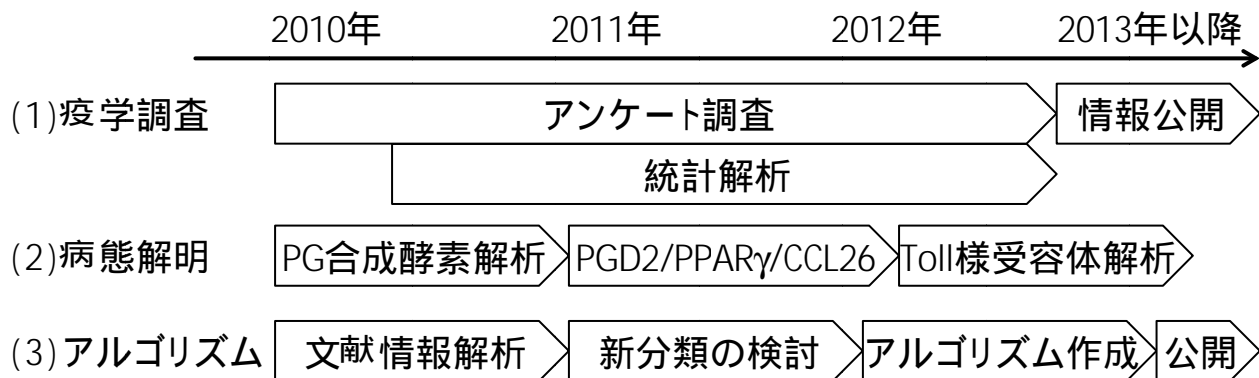 2010年 2011年 2012年 2013年以降
(1)疫学調査 アンケート調査 情報公開
統計解析
(2)病態解明 PG合成酵素解析 PGD2/PPARγ/CCL26 Toll様受容体解析
(3)アルゴリズム 文献情報解析 新分類の検討 アルゴリズム作成 公開